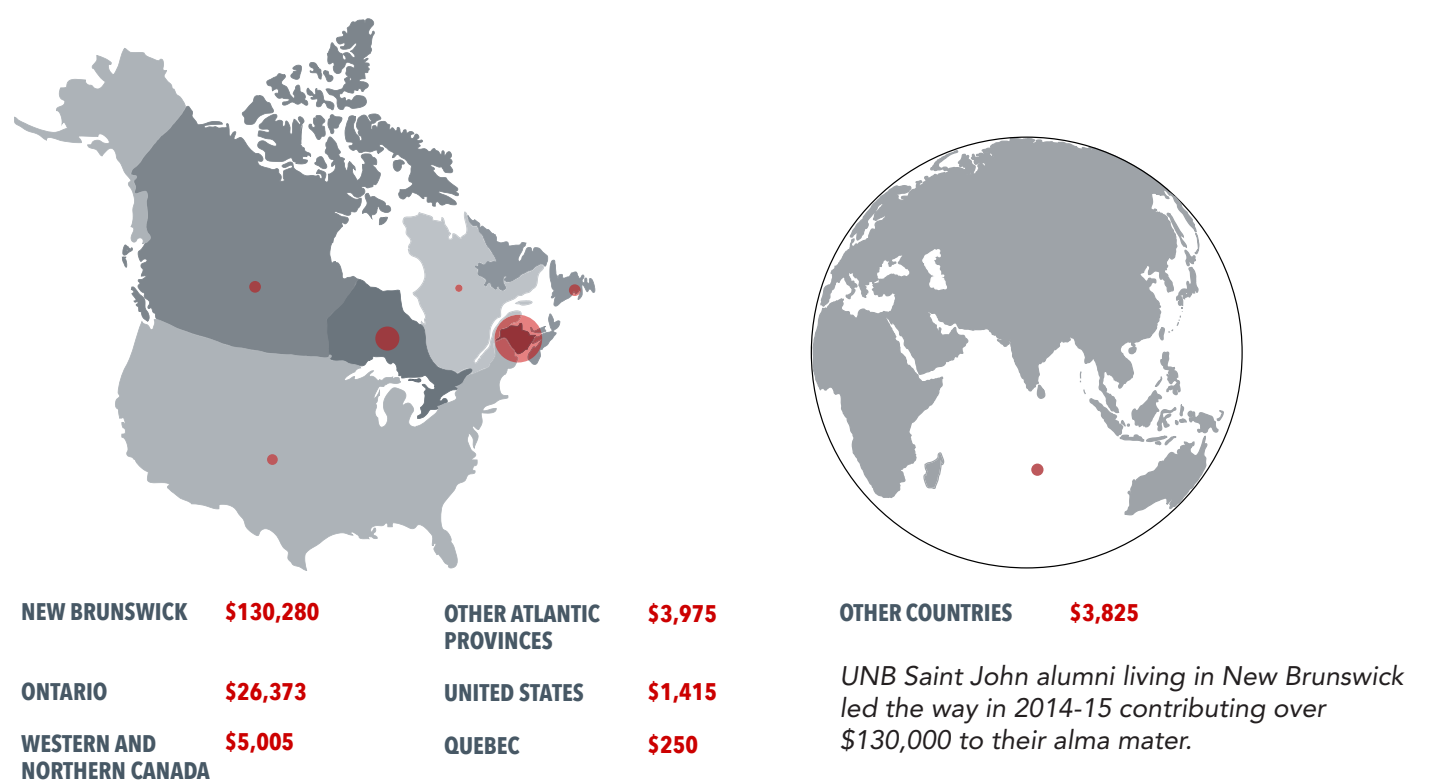 NEW BRUNSWICK $130,280
ONTARIO $26,373
WESTERN AND $5,005
NORTHERN CANADA
OTHER ATLANTIC $3,975
PROVINCES
UNITED STATES $1,415
QUEBEC $250
OTHER COUNTRIES $3,825
UNB Saint John alumni living in New Brunswick
led the way in 2014-15 contributing over
$130,000 to their alma mater.